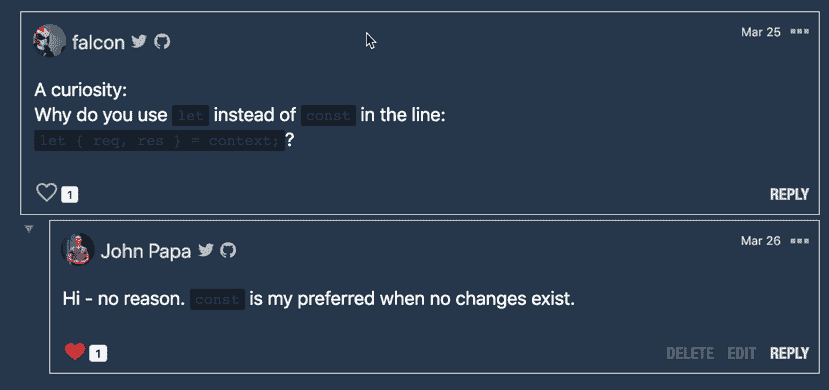 falcon
Mar 25
A curiosity:
Why do you use let instead of const in the line:
let { req, res } = context;?
1
REPLY
John Papa
Mar 26
Hi - no reason. const is my preferred when no changes exist.
1
DELETE EDIT REPLY